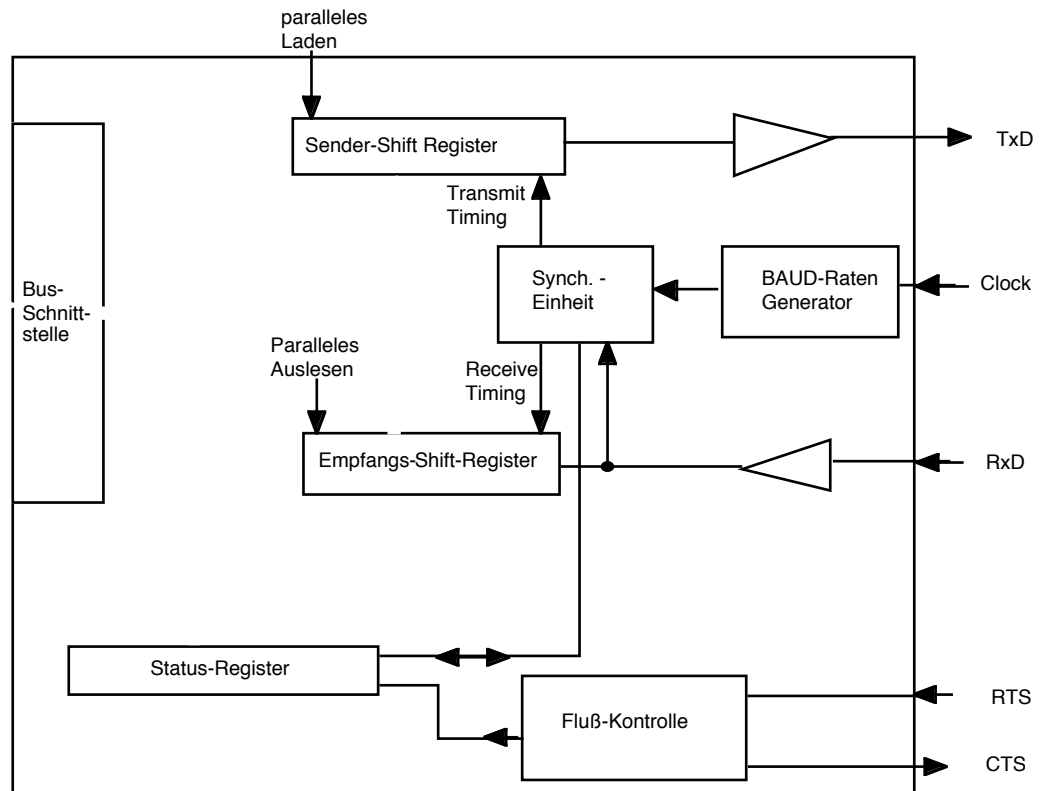 paralleles
Laden
Sender-Shift Register
TxD
Transmit
Timing
Synch. -
Einheit
BAUD-Raten
Generator
Clock
Bus-
Schnitt-
stelle
Paralleles
Auslesen
Receive
Timing
Empfangs-Shift-Register
RxD
Status-Register
Fluß-Kontrolle
RTS
CTS